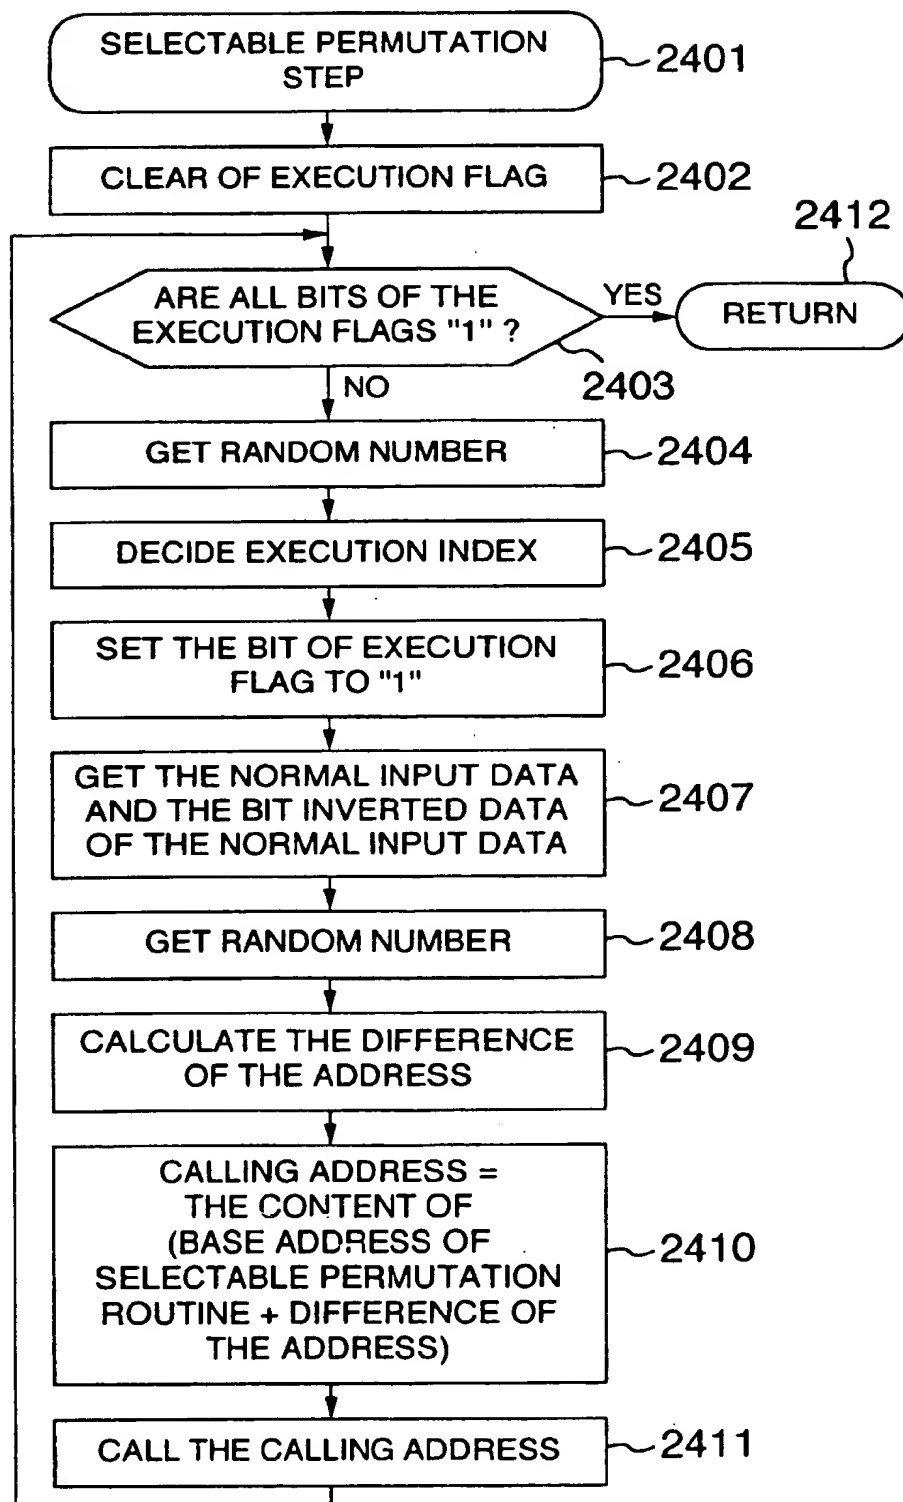 SELECTABLE PERMUTATION
STEP
2401
CLEAR OF EXECUTION FLAG
2402
2412
ARE ALL BITS OF THE
EXECUTION FLAGS "1" ?
YES
RETURN
2403
NO
GET RANDOM NUMBER
2404
DECIDE EXECUTION INDEX
2405
SET THE BIT OF EXECUTION
FLAG TO "1"
2406
GET THE NORMAL INPUT DATA
AND THE BIT INVERTED DATA
OF THE NORMAL INPUT DATA
2407
GET RANDOM NUMBER
2408
CALCULATE THE DIFFERENCE
OF THE ADDRESS
2409
CALLING ADDRESS =
THE CONTENT OF
(BASE ADDRESS OF
SELECTABLE PERMUTATION
ROUTINE + DIFFERENCE OF
THE ADDRESS)
2410
CALL THE CALLING ADDRESS
2411